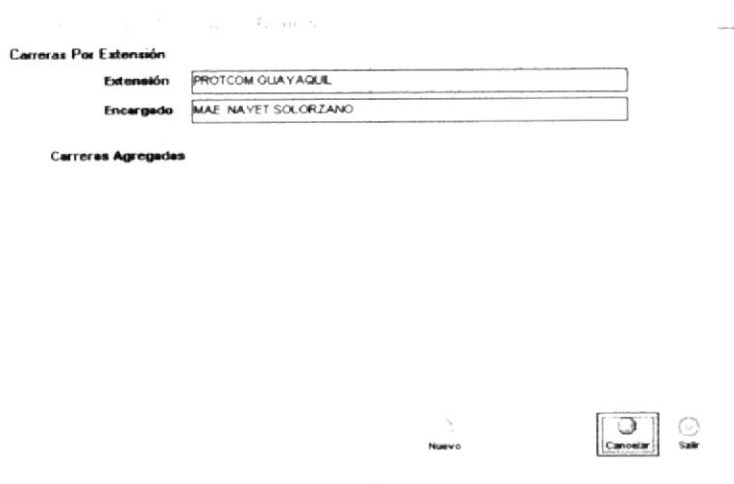 Carreras Por Extensión
Extensión PROTCOM GUAYAQUIL
Encargado MAE NAYET SOLORZANO
Carreras Agregadas
Nuevo Cancelar Salir